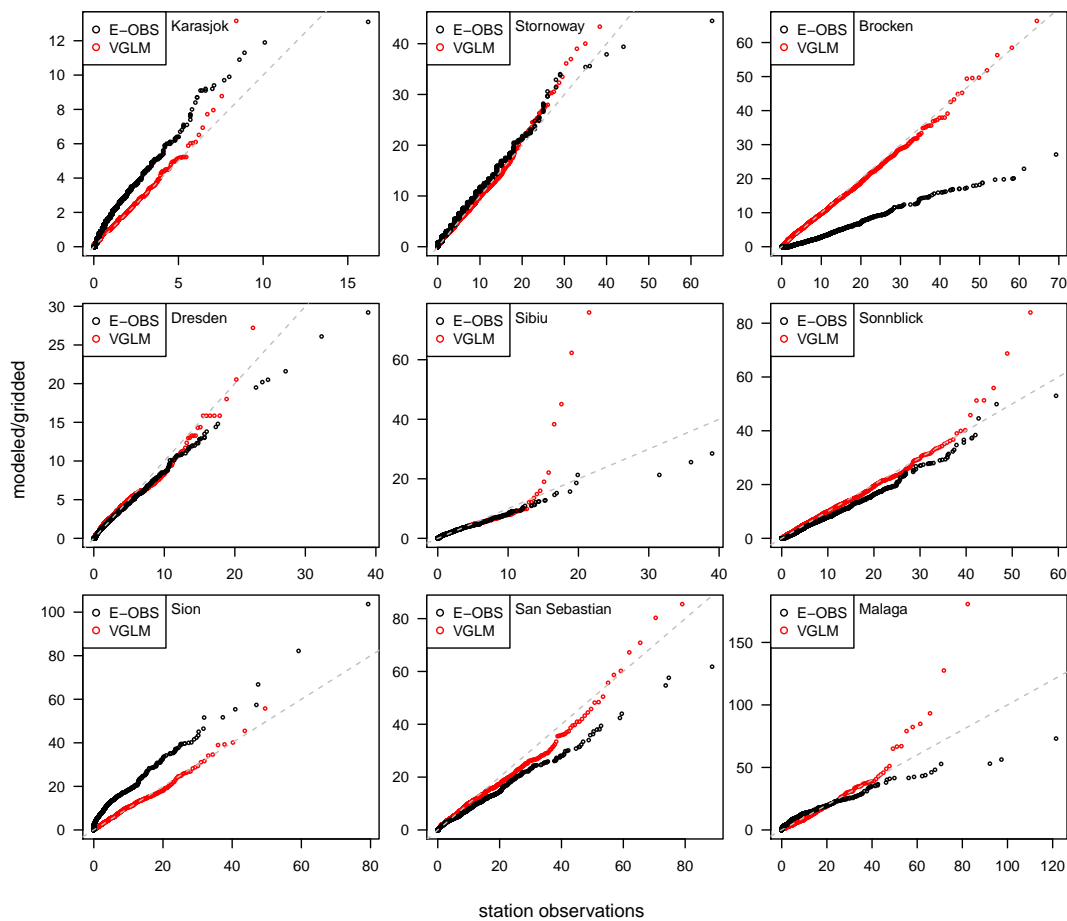 Karasjok
E−OBS
VGLM
0 2 4 6 8 10 12
0 5 10 15
Stornoway
E−OBS
VGLM
0 10 20 30 40
0 10 20 30 40 50 60
Brocken
E−OBS
VGLM
0 10 20 30 40 50 60
0 10 20 30 40 50 60 70
Dresden
E−OBS
VGLM
0 5 10 15 20 25 30
0 10 20 30 40
Sibiu
E−OBS
VGLM
0 20 40 60
0 10 20 30 40
Sonnblick
E−OBS
VGLM
0 20 40 60 80
0 10 20 30 40 50 60
Sion
E−OBS
VGLM
0 20 40 60 80 100
0 20 40 60 80
San Sebastian
E−OBS
VGLM
0 20 40 60 80
0 20 40 60 80
Malaga
E−OBS
VGLM
0 50 100 150
0 20 40 60 80 100 120
modeled/gridded
station observations